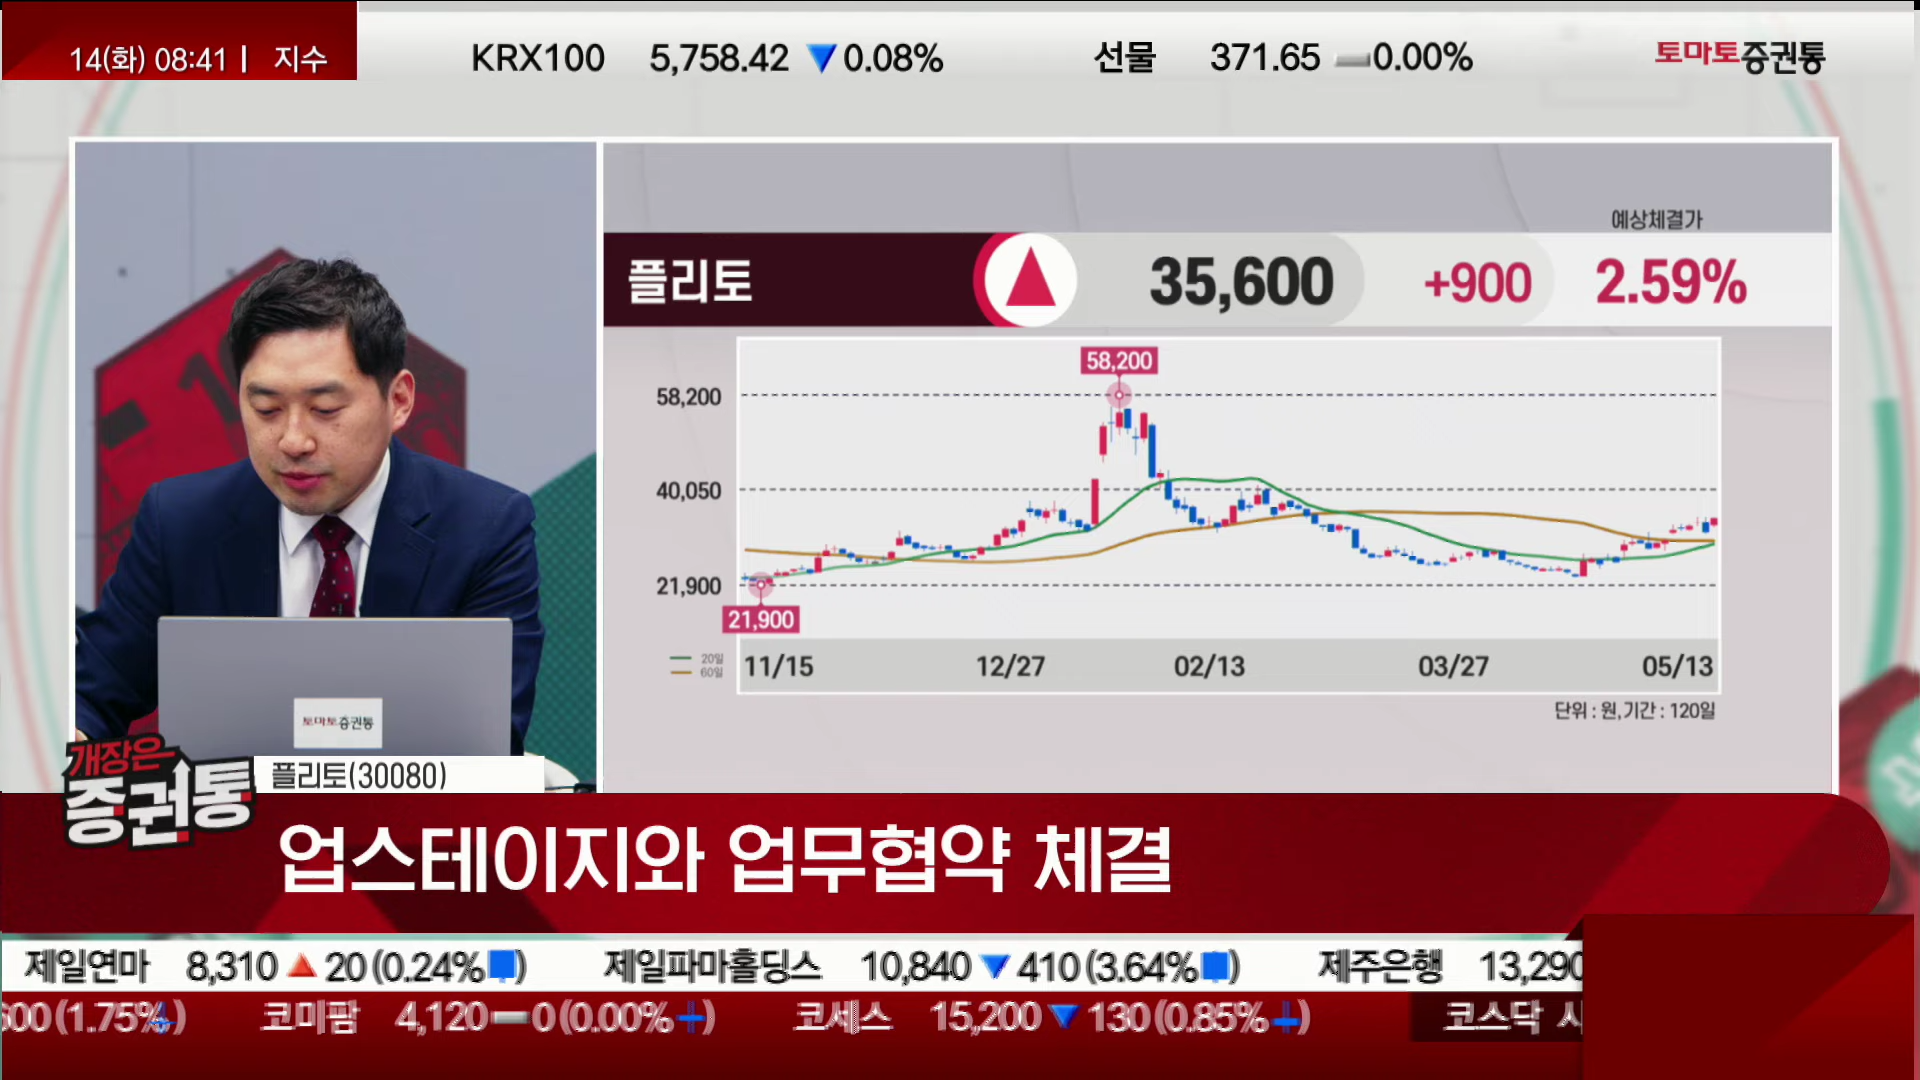 14(화) 08:41 | 지수
KRX100 5,758.42 ▼ 0.08% 선물 371.65 0.00%
토마토증권통
예상체결가
플리토 ▲ 35,600 +900 2.59%
58,200
58,200
40,050
21,900
21,900
20일
60일
11/15 12/27 02/13 03/27 05/13
단위 : 원, 기간 : 120일
토마토증권통
개장은
증권통
플리토(30080)
업스테이지와 업무협약 체결
제일연마 8,310 ▲ 20 (0.24%) 제일파마홀딩스 10,840 ▼ 410 (3.64%) 제주은행 13,290
600(1.75%) 코미팜 4,120 0(0.00%) 코세스 15,200 ▼ 130 (0.85%) 코스닥